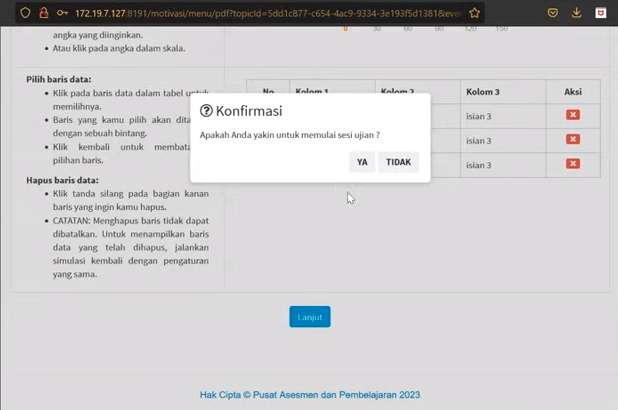 172.19.7.127:8191/motivasi/menu/pdf?topicId=5dd1c877-c654-4ac9-9334-3e193f5d1381&eve
angka yang diinginkan.
Atau klik pada angka dalam skala.
0 30 60 90 120 150
Pilih baris data:
Klik pada baris data dalam tabel untuk
memilihnya.
Baris yang kamu pilih akan
dengan sebuah bintang.
Klik kembali untuk
pilihan baris.
Hapus baris data:
Klik tanda silang pada bagian kanan
baris yang ingin kamu hapus.
CATATAN: Menghapus baris tidak dapat
dibatalkan. Untuk menampilkan baris
data yang telah dihapus, jalankan
simulasi kembali dengan pengaturan
yang sama.
No Kolom 1 Kolom 2 Kolom 3 Aksi
isian 3
isian 3
isian 3
Konfirmasi
Apakah Anda yakin untuk memulai sesi ujian ?
YA TIDAK
Lanjut
Hak Cipta © Pusat Asesmen dan Pembelajaran 2023